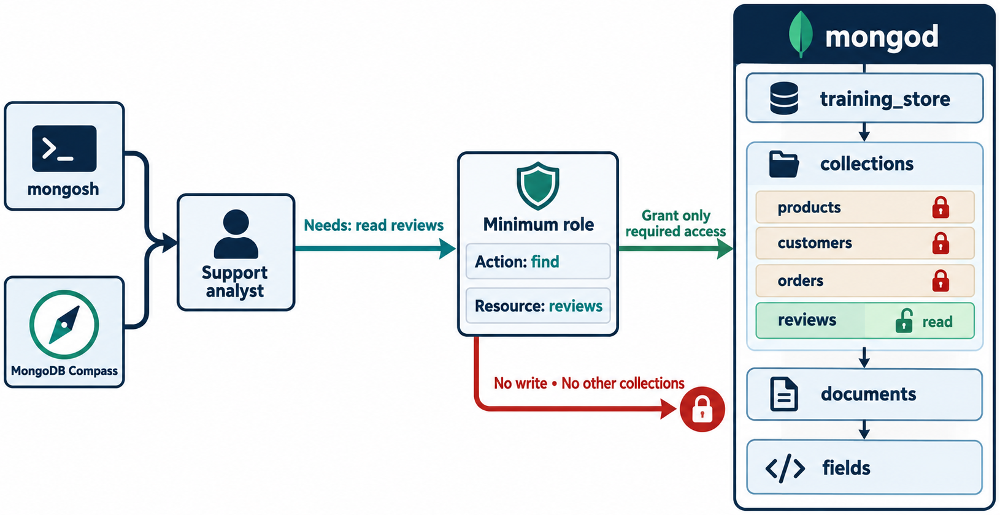 mongosh
MongoDB Compass
Support
analyst
Needs: read reviews
Minimum role
Action: find
Resource: reviews
Grant only
required access
No write • No other collections
mongod
training_store
collections
products
customers
orders
reviews read
documents
</> fields